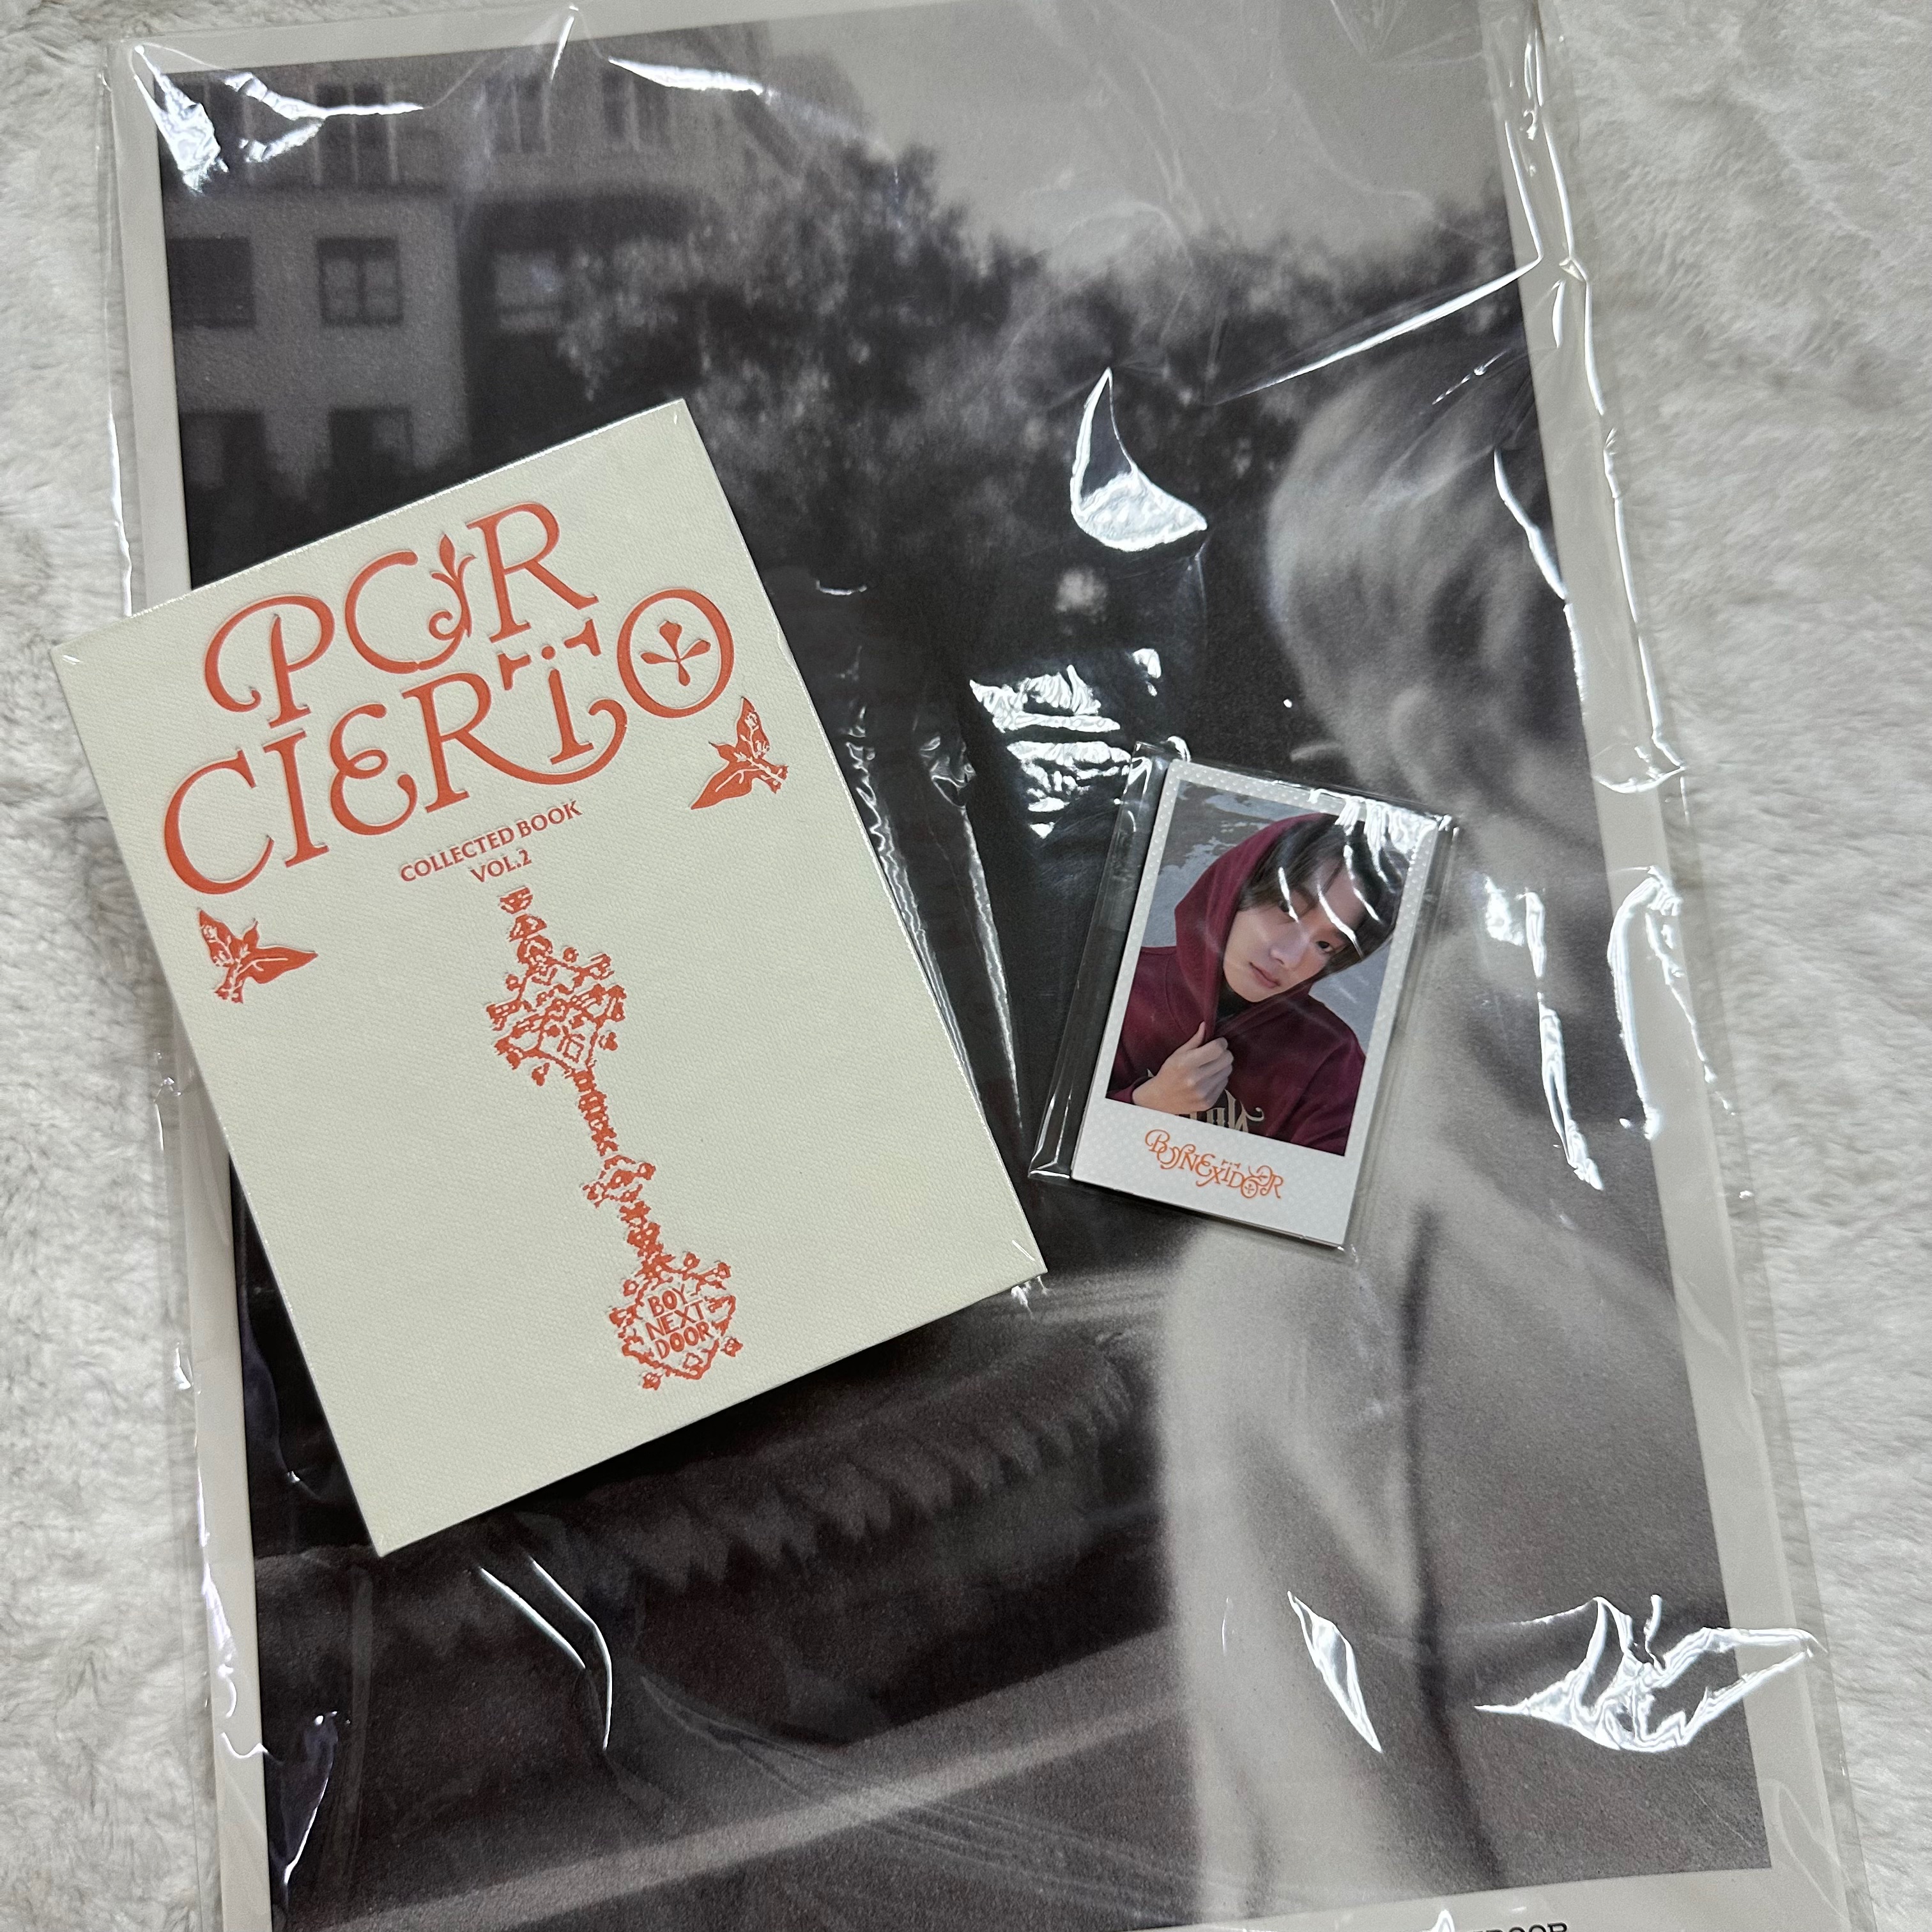 POR
CIERTO
COLLECTED BOOK
VOL.2
BOY
NEXT
DOOR
BOYNEXTDOOR